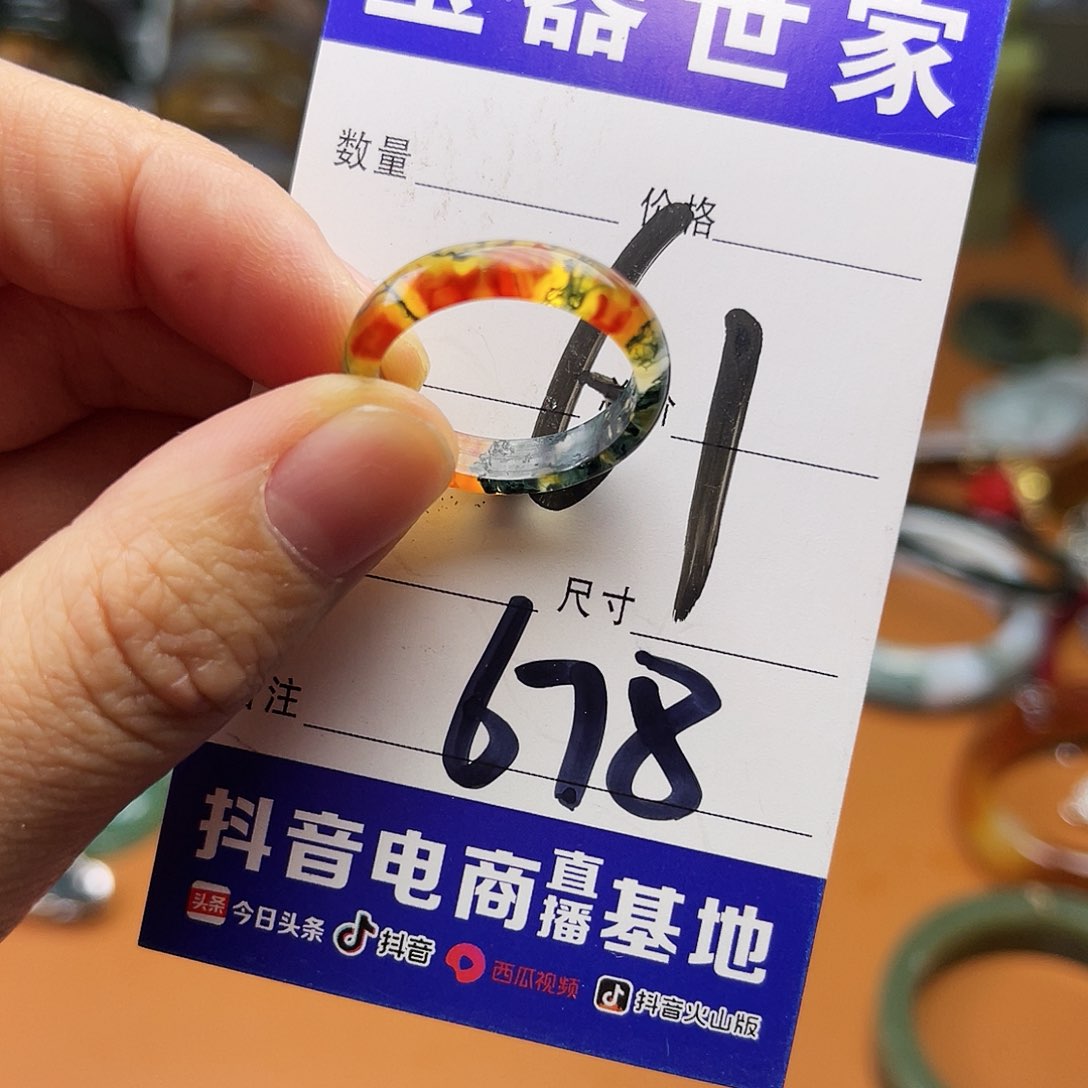 器世家
数量 价格
61
尺寸
678
注
抖音电商直播基地
头条 今日头条 抖音 西瓜视频 抖音火山版